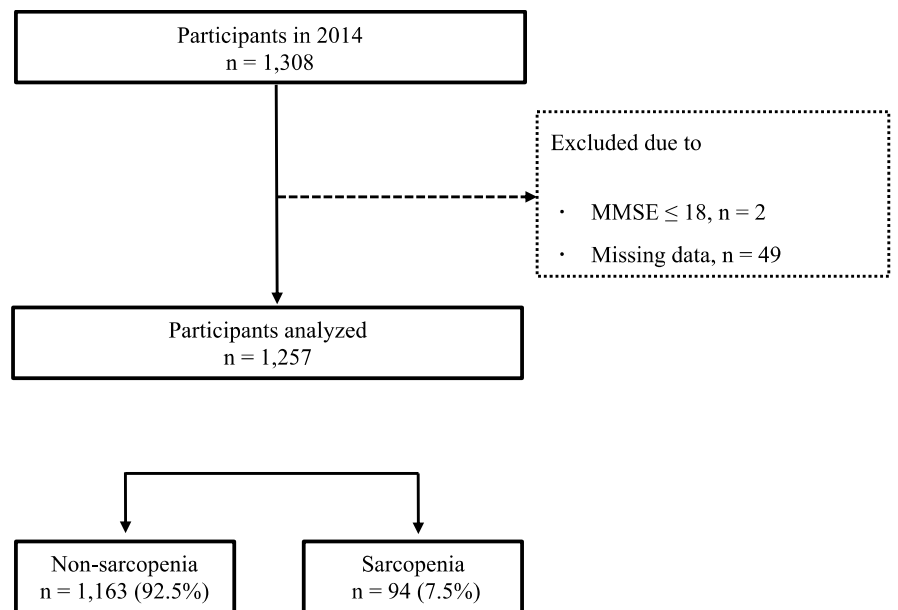 Participants in 2014
n = 1,308
Excluded due to
・ MMSE ≤ 18, n = 2
・ Missing data, n = 49
Participants analyzed
n = 1,257
Non-sarcopenia
n = 1,163 (92.5%)
Sarcopenia
n = 94 (7.5%)